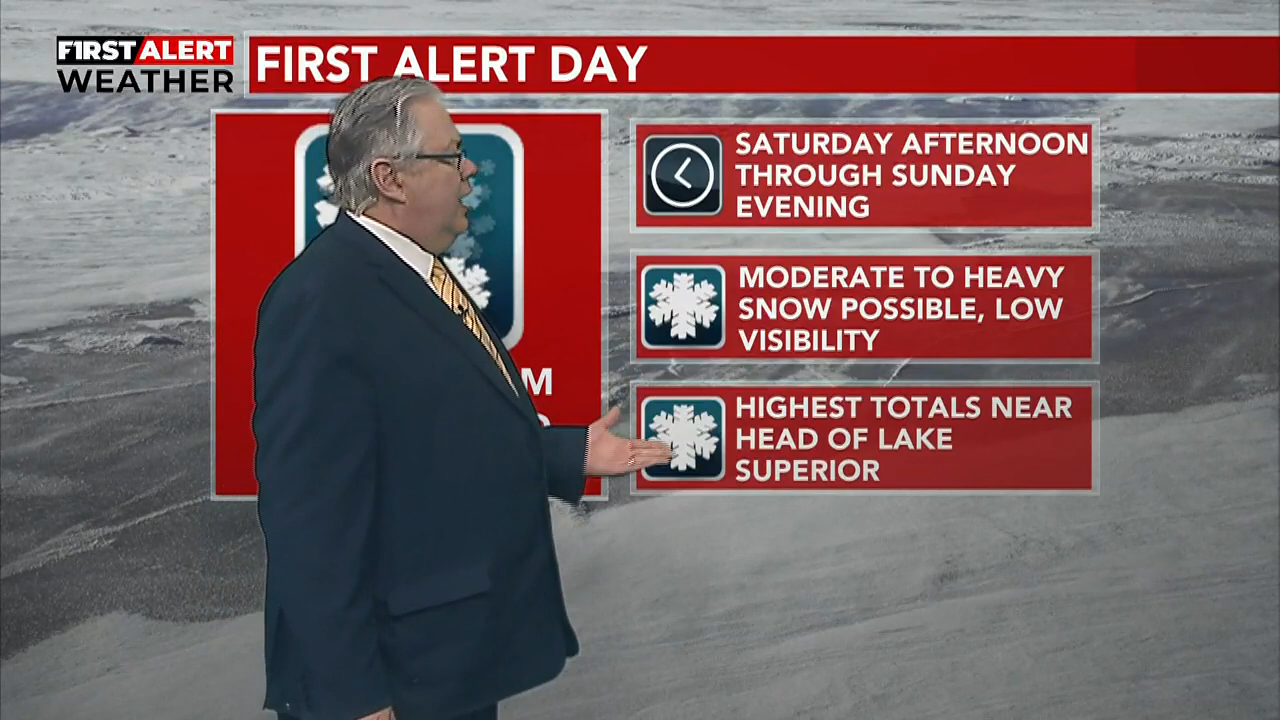 F1RST ALERT
WEATHER
FIRST ALERT DAY
SATURDAY AFTERNOON
THROUGH SUNDAY
EVENING
MODERATE TO HEAVY
SNOW POSSIBLE, LOW
VISIBILITY
HIGHEST TOTALS NEAR
HEAD OF LAKE
SUPERIOR